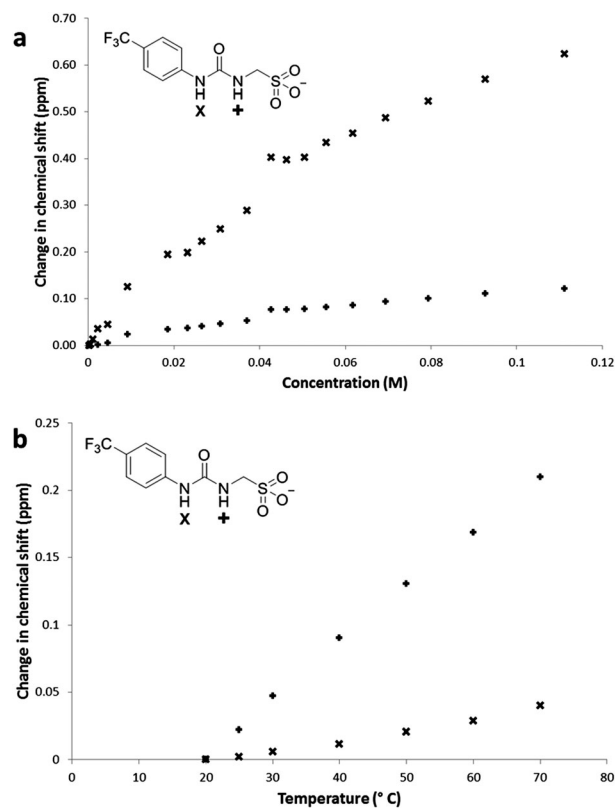 a
0.70
0.60
0.50
0.40
0.30
0.20
0.10
0.00
Change in chemical shift (ppm)
F₃C
O
N
H
N
H
S
O
O
O⁻
X
+
0
0.02
0.04
0.06
0.08
0.1
0.12
Concentration (M)
b
0.25
0.2
0.15
0.1
0.05
0
Change in chemical shift (ppm)
F₃C
O
N
H
N
H
S
O
O
O⁻
X
+
0
10
20
30
40
50
60
70
80
Temperature (° C)